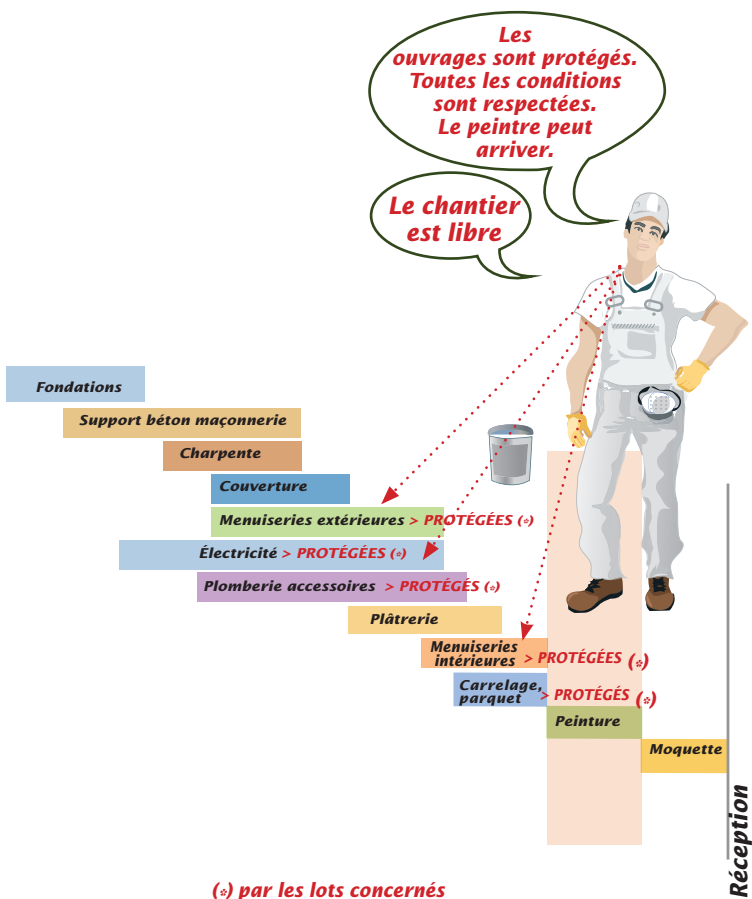 Les
ouvrages sont protégés.
Toutes les conditions
sont respectées.
Le peintre peut
arriver.
Le chantier
est libre
Fondations
Support béton maçonnerie
Charpente
Couverture
Menuiseries extérieures > PROTÉGÉES (*)
Électricité > PROTÉGÉES (*)
Plomberie accessoires > PROTÉGÉS (*)
Plâtrerie
Menuiseries
intérieures > PROTÉGÉES (*)
Carrelage,
parquet > PROTÉGÉS (*)
Peinture
Moquette
Réception
(*) par les lots concernés